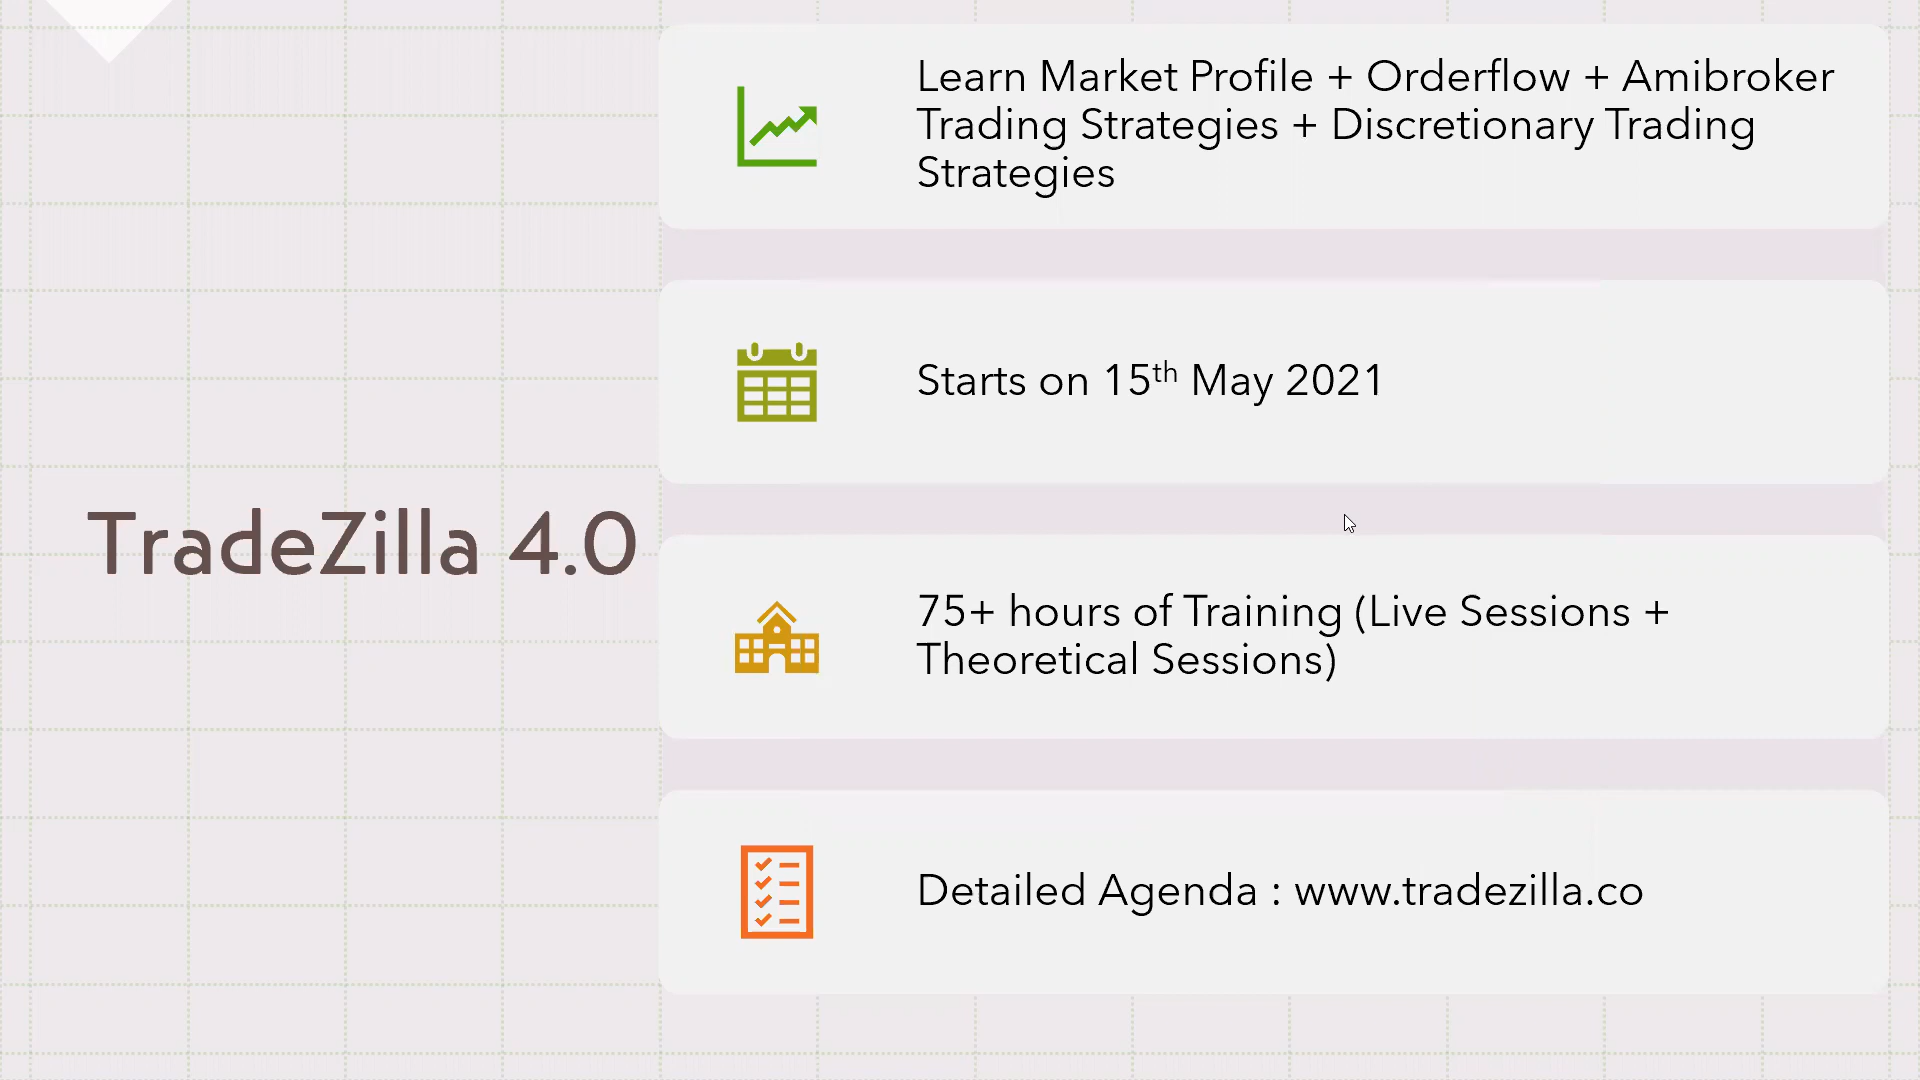 TradeZilla 4.0
Learn Market Profile + Orderflow + Amibroker
Trading Strategies + Discretionary Trading
Strategies
Starts on 15th May 2021
75+ hours of Training (Live Sessions +
Theoretical Sessions)
Detailed Agenda : www.tradezilla.co